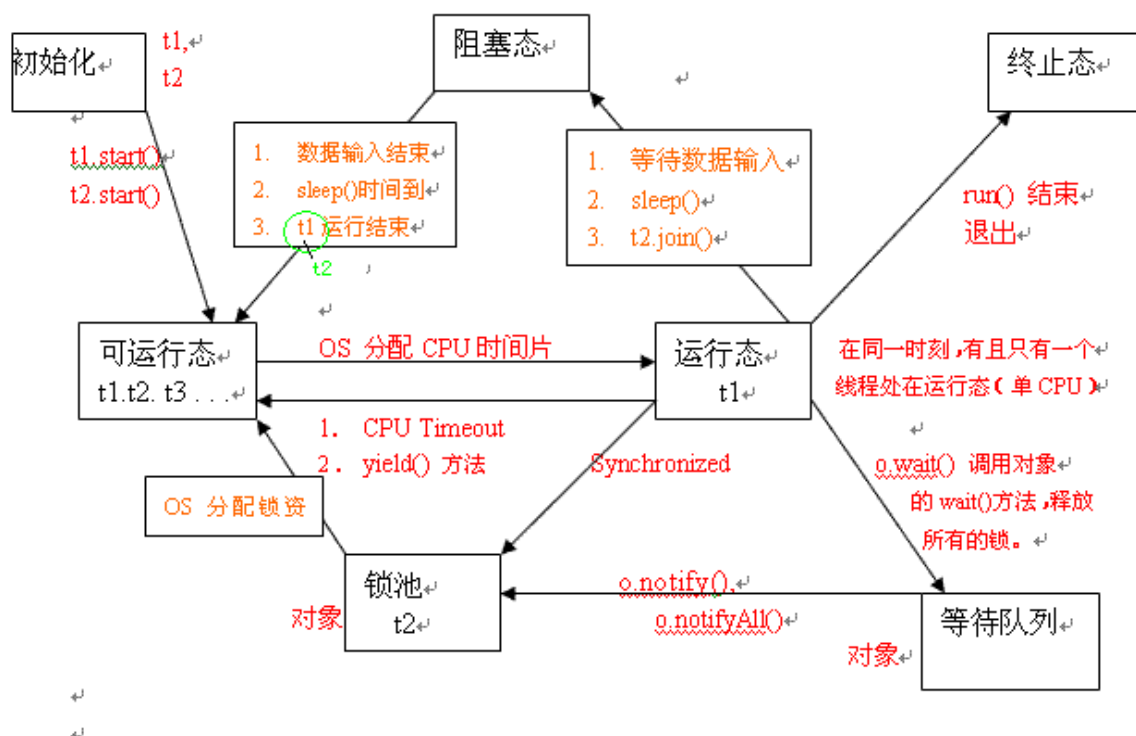 初始化
t1,
t2
阻塞态
终止态
t1.start()
t2.start()
1. 数据输入结束
2. sleep()时间到
3. t1 运行结束
t2
1. 等待数据输入
2. sleep()
3. t2.join()
run() 结束
退出
可运行态
t1.t2. t3 . . .
OS 分配 CPU 时间片
运行态
t1
在同一时刻,有且只有一个
线程处在运行态(单 CPU)
1. CPU Timeout
2. yield() 方法
Synchronized
o.wait() 调用对象
的 wait()方法,释放
所有的锁。
OS 分配锁资
锁池
t2
对象
o.notify(),
o.notifyAll()
等待队列
对象